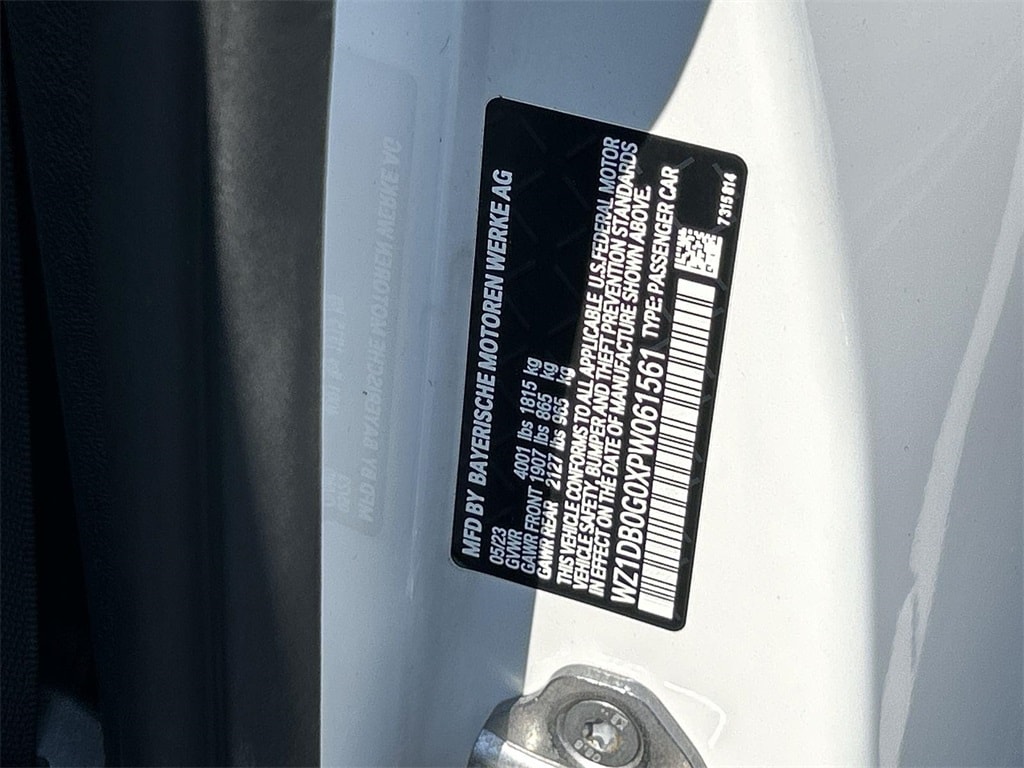 MFD BY BAYERISCHE MOTOREN WERKE AG
05/23
GVWR 4001 lbs 1815 kg
GAWR FRONT 1907 lbs 865 kg
GAWR REAR 2127 lbs 965 kg
THIS VEHICLE CONFORMS TO ALL APPLICABLE U.S.FEDERAL MOTOR
VEHICLE SAFETY, BUMPER AND THEFT PREVENTION STANDARDS
IN EFFECT ON THE DATE OF MANUFACTURE SHOWN ABOVE.
WZ1DB0G0XPW061561 TYPE: PASSENGER CAR
7315814